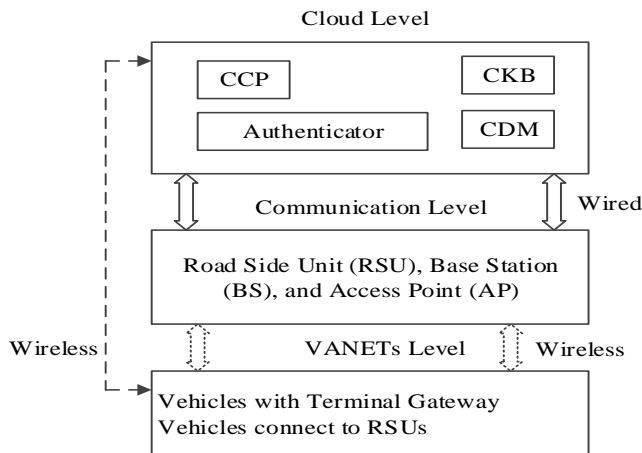 Cloud Level
CCP
CKB
Authenticator
CDM
Communication Level
Wired
Road Side Unit (RSU), Base Station
(BS), and Access Point (AP)
Wireless
VANETs Level
Wireless
Vehicles with Terminal Gateway
Vehicles connect to RSUs